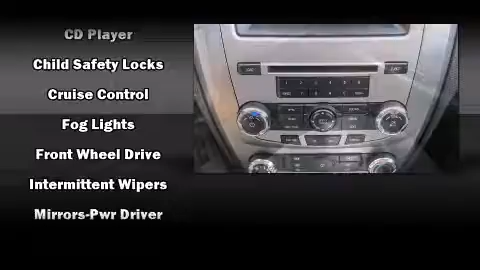 CD Player
Child Safety Locks
Cruise Control
Fog Lights
Front Wheel Drive
Intermittent Wipers
Mirrors-Pwr Driver